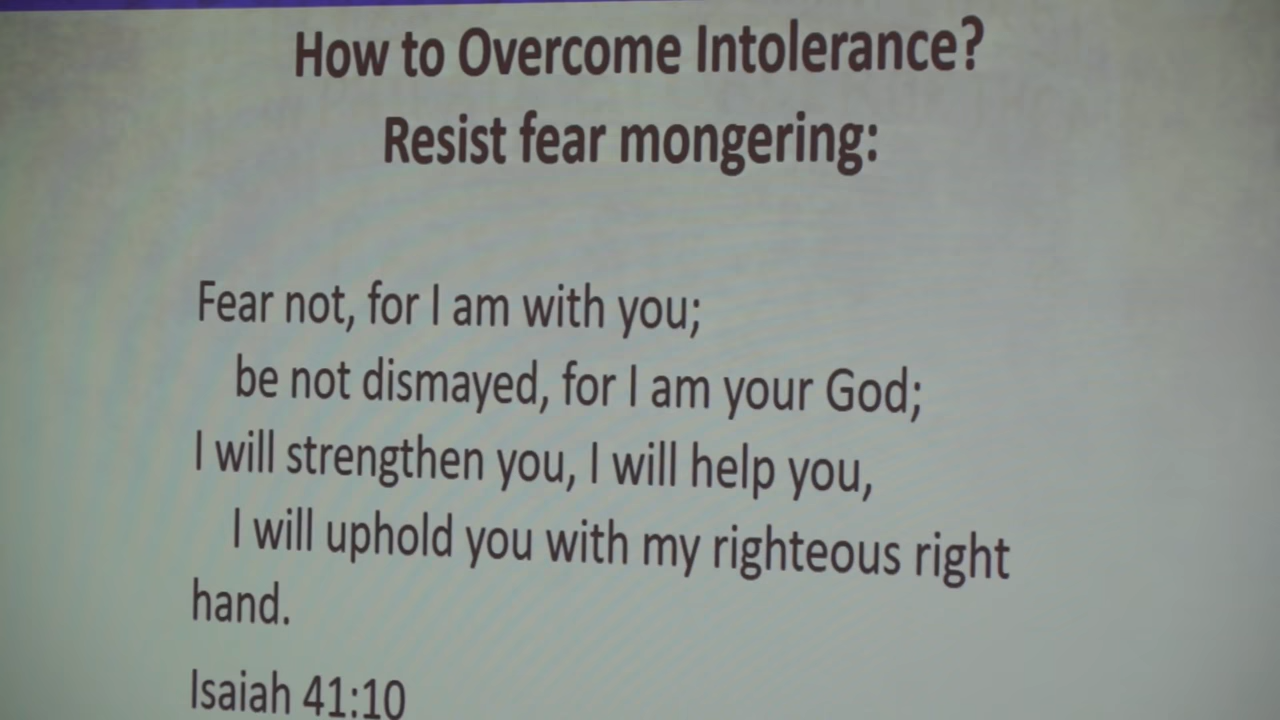 How to Overcome Intolerance?
Resist fear mongering:
Fear not, for I am with you;
be not dismayed, for I am your God;
I will strengthen you, I will help you,
I will uphold you with my righteous right
hand.
Isaiah 41:10